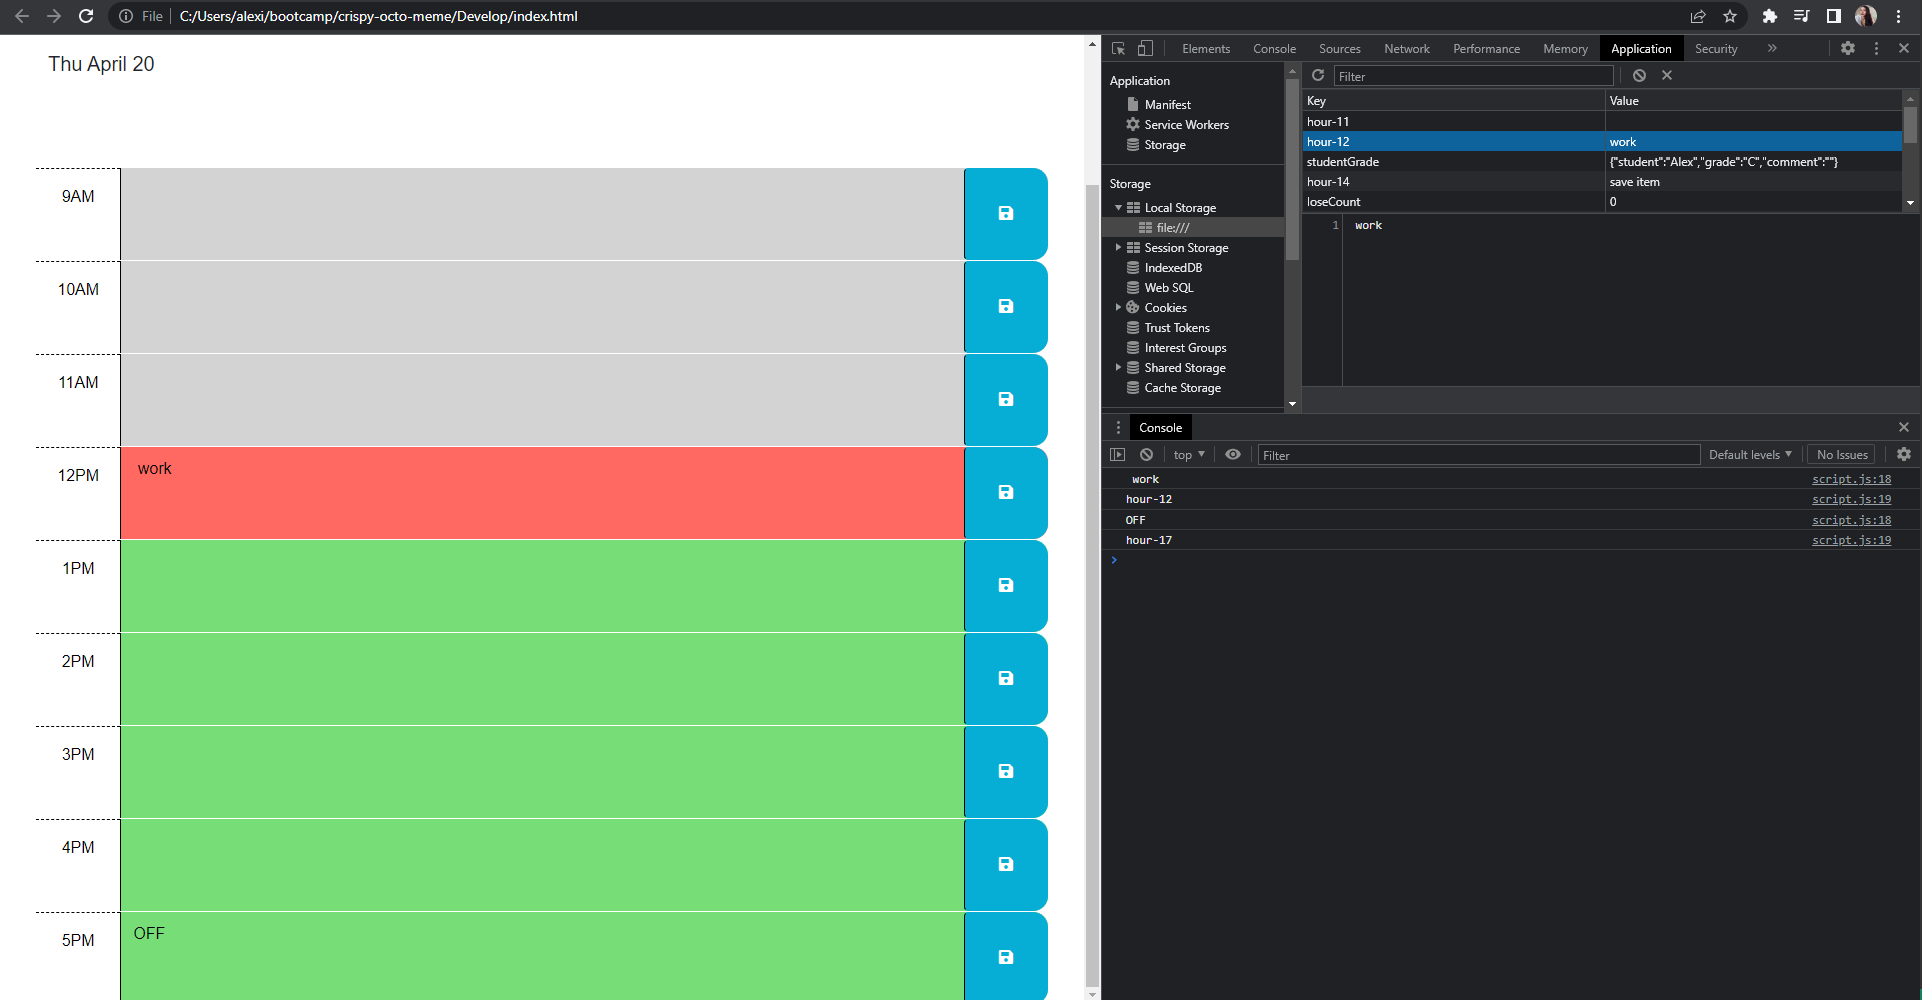 File C:/Users/alexi/bootcamp/crispy-octo-meme/Develop/index.html
Thu April 20
9AM
10AM
11AM
12PM work
1PM
2PM
3PM
4PM
5PM OFF
Elements Console Sources Network Performance Memory Application Security »
Application
Manifest
Service Workers
Storage
Storage
Local Storage
file:///
Session Storage
IndexedDB
Web SQL
Cookies
Trust Tokens
Interest Groups
Shared Storage
Cache Storage
Filter
Key Value
hour-11
hour-12 work
studentGrade {"student":"Alex","grade":"C","comment":""}
hour-14 save item
loseCount 0
1 work
Console
top Filter Default levels No Issues
work script.js:18
hour-12 script.js:19
OFF script.js:18
hour-17 script.js:19